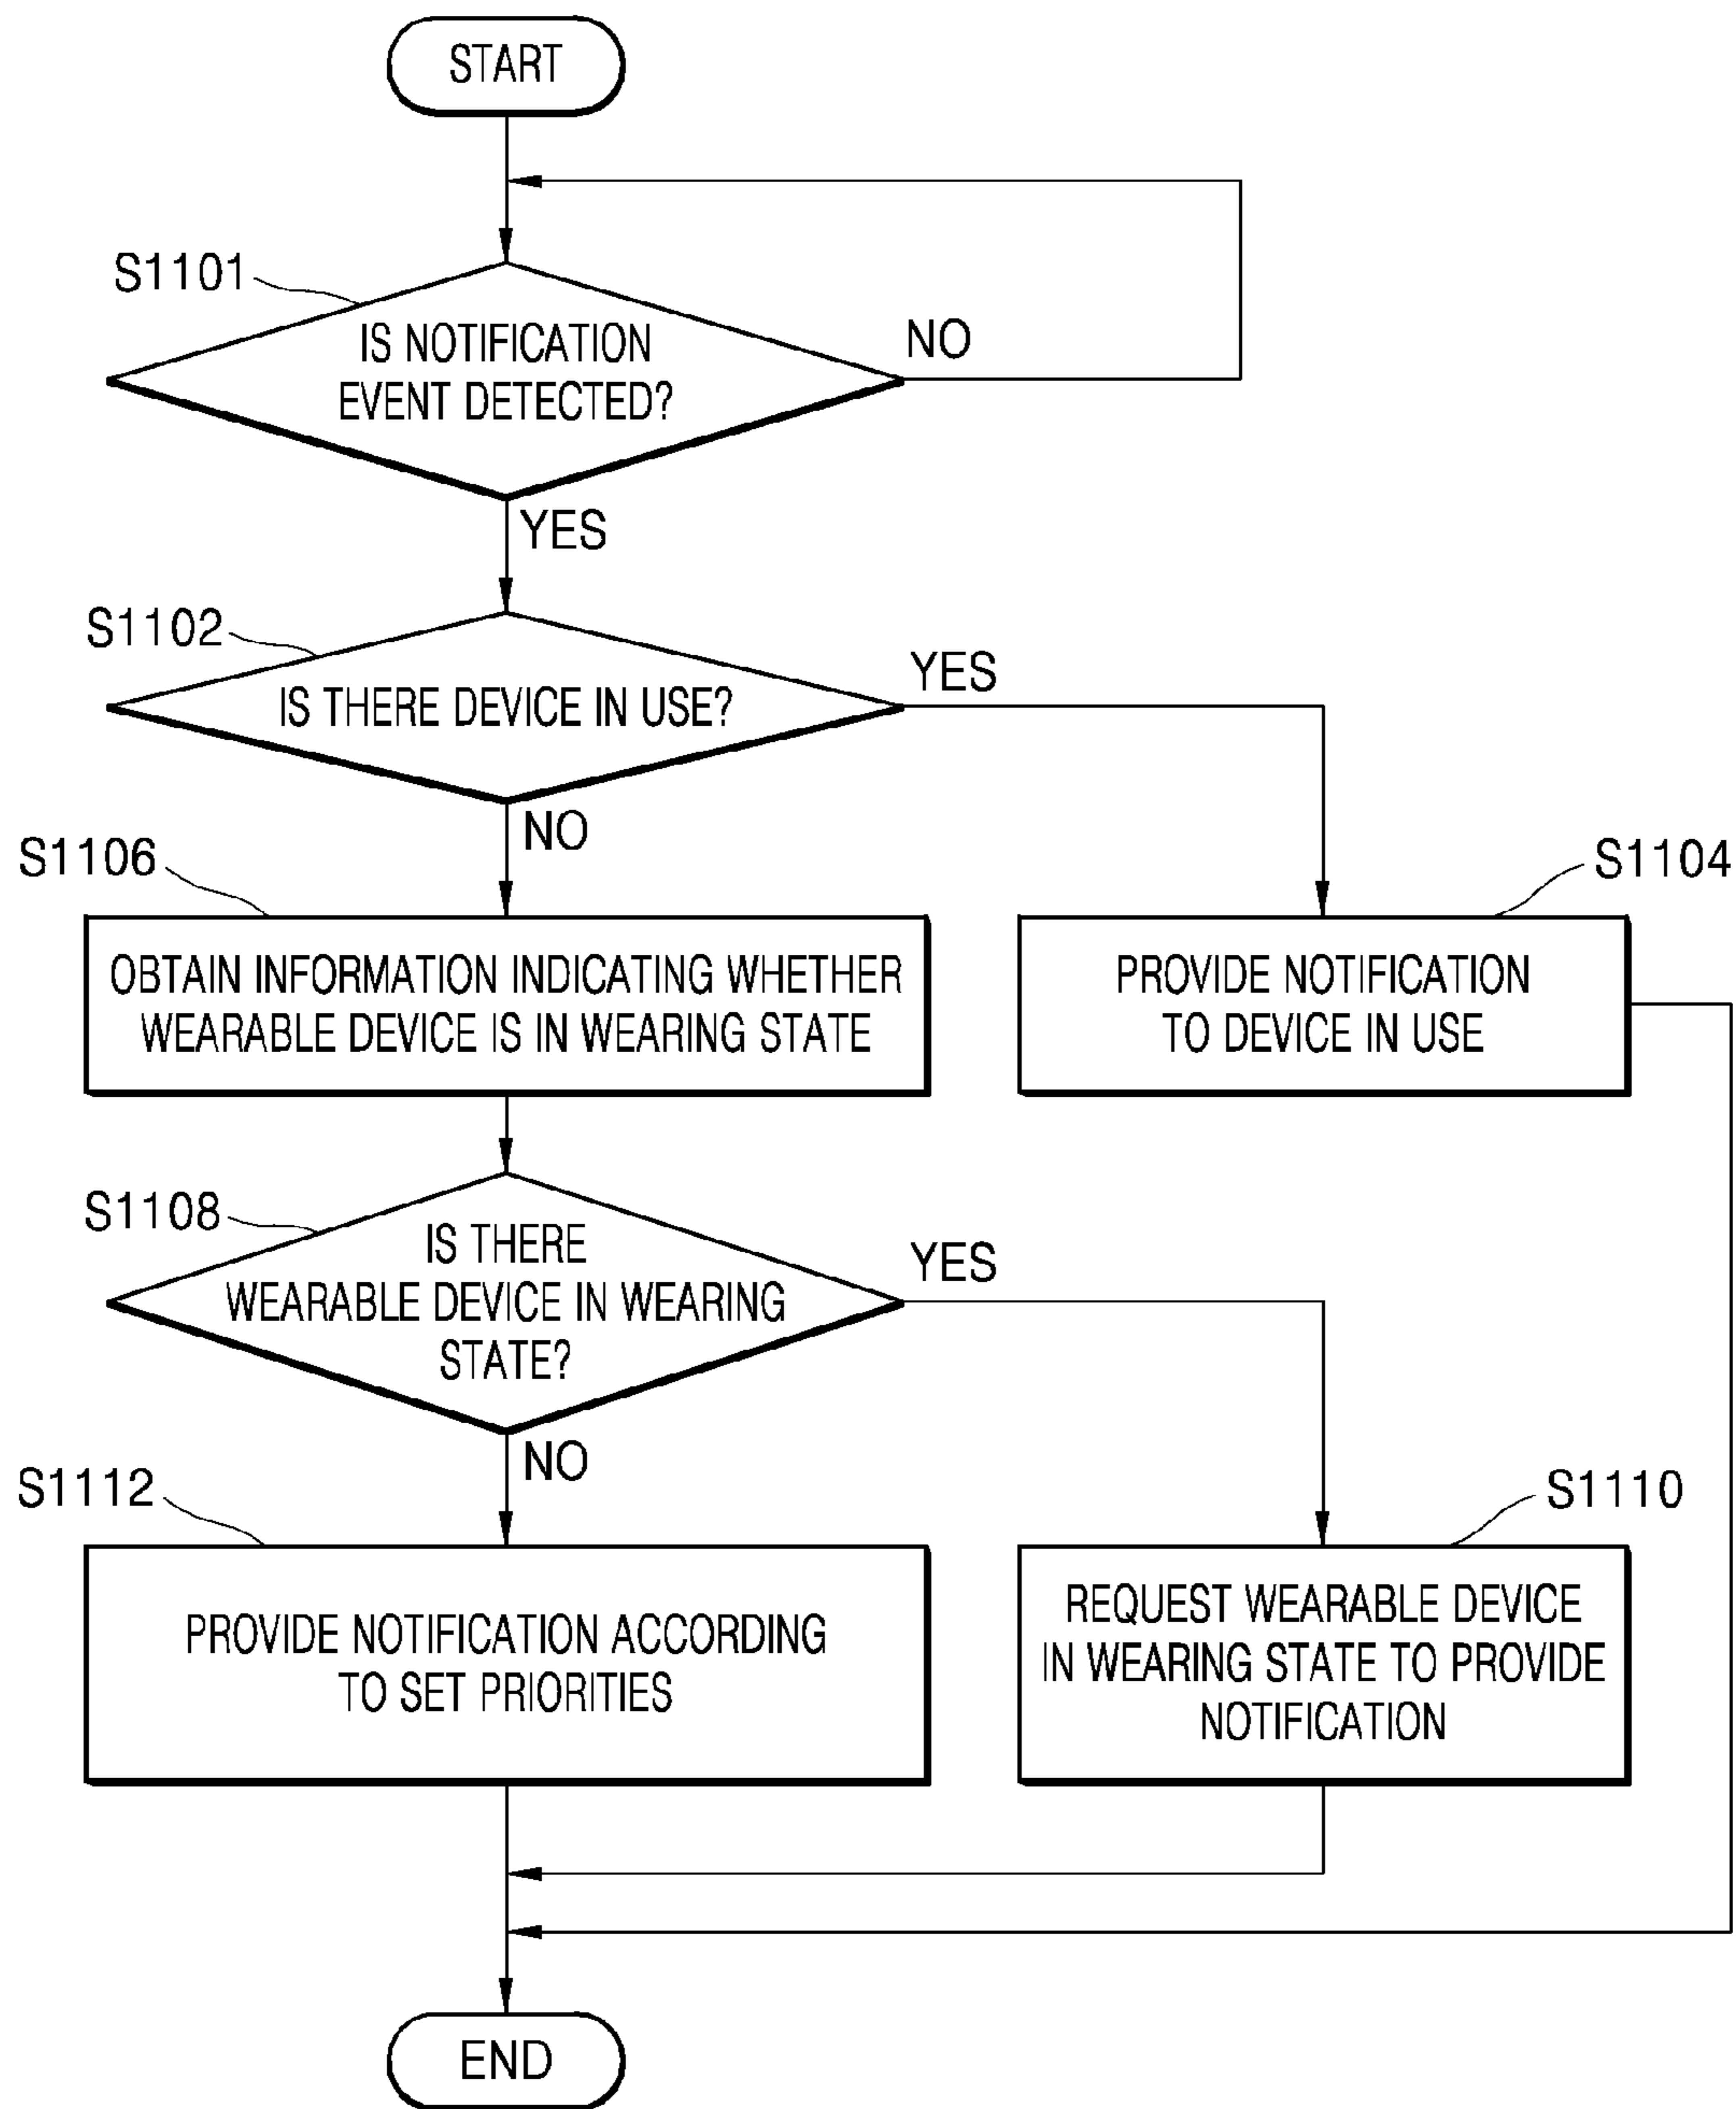 START
S1101
IS NOTIFICATION
EVENT DETECTED?
NO
YES
S1102
IS THERE DEVICE IN USE?
YES
NO
S1106
OBTAIN INFORMATION INDICATING WHETHER
WEARABLE DEVICE IS IN WEARING STATE
S1104
PROVIDE NOTIFICATION
TO DEVICE IN USE
S1108
IS THERE
WEARABLE DEVICE IN WEARING
STATE?
YES
NO
S1112
PROVIDE NOTIFICATION ACCORDING
TO SET PRIORITIES
S1110
REQUEST WEARABLE DEVICE
IN WEARING STATE TO PROVIDE
NOTIFICATION
END